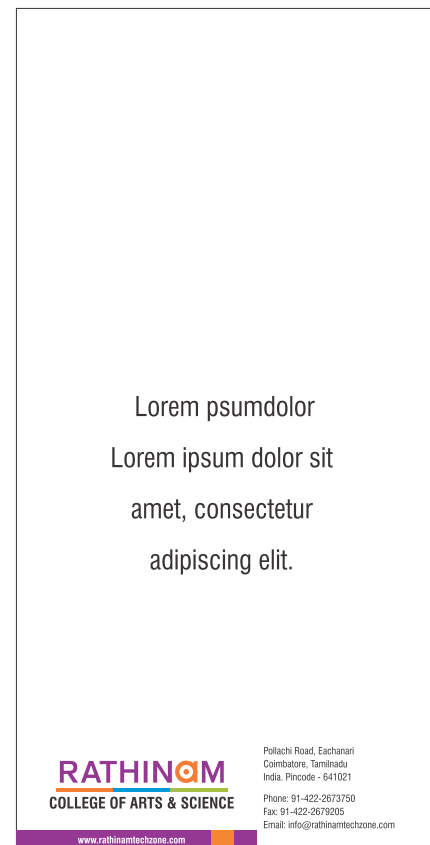 Lorem psumdolor
Lorem ipsum dolor sit
amet, consectetur
adipiscing elit.
RATHINAM
COLLEGE OF ARTS & SCIENCE
www.rathinamtechzone.com
Pollachi Road, Eachanari
Coimbatore, Tamilnadu
India. Pincode - 641021
Phone: 91-422-2673750
Fax: 91-422-2679205
Email: info@rathinamtechzone.com